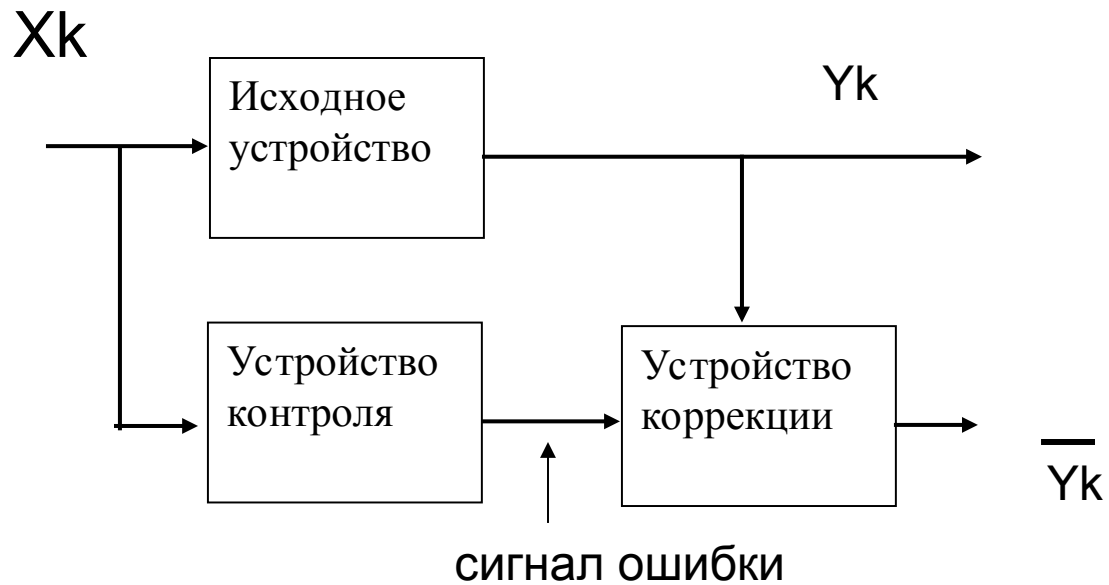 Xk
Исходное
устройство
Yk
Устройство
контроля
Устройство
коррекции
Yk
сигнал ошибки